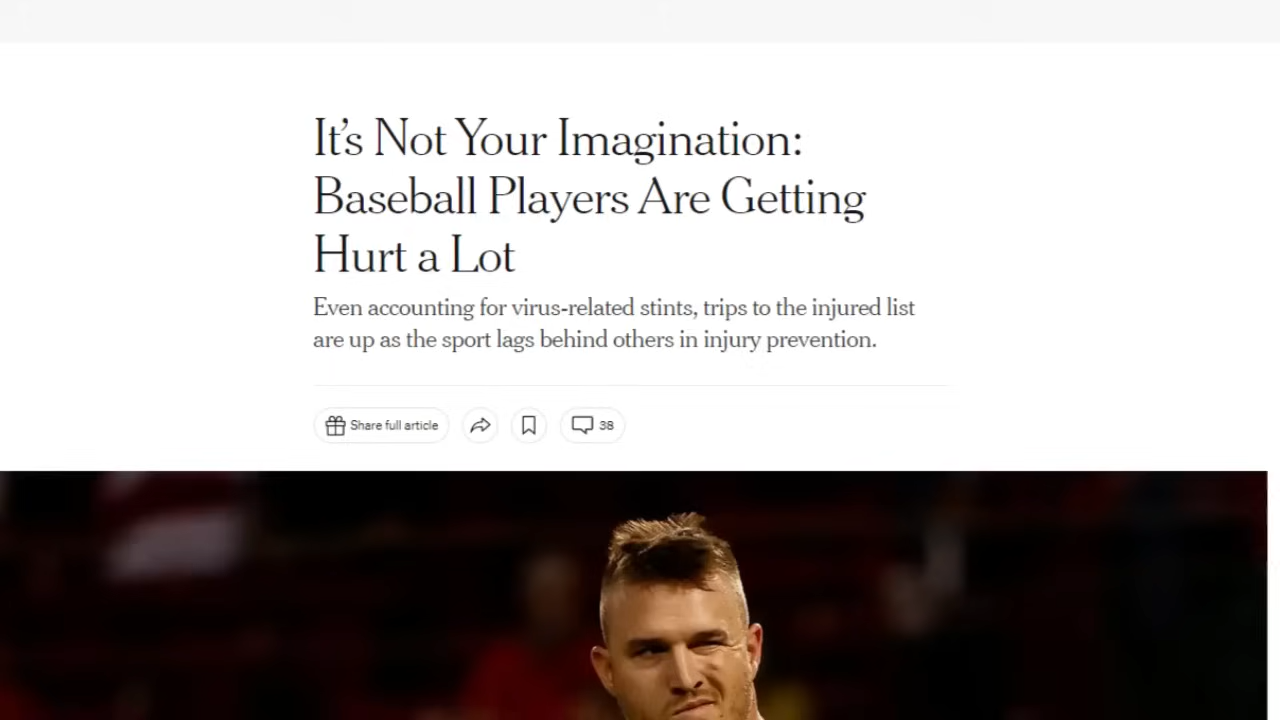 It’s Not Your Imagination:
Baseball Players Are Getting
Hurt a Lot
Even accounting for virus-related stints, trips to the injured list
are up as the sport lags behind others in injury prevention.
Share full article
38